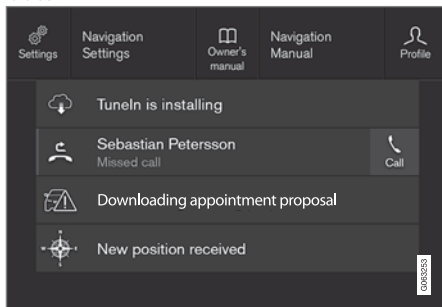 Settings
Navigation
Settings
Owner's
manual
Navigation
Manual
Profile
TuneIn is installing
Sebastian Petersson
Missed call
Call
Downloading appointment proposal
New position received
G063253